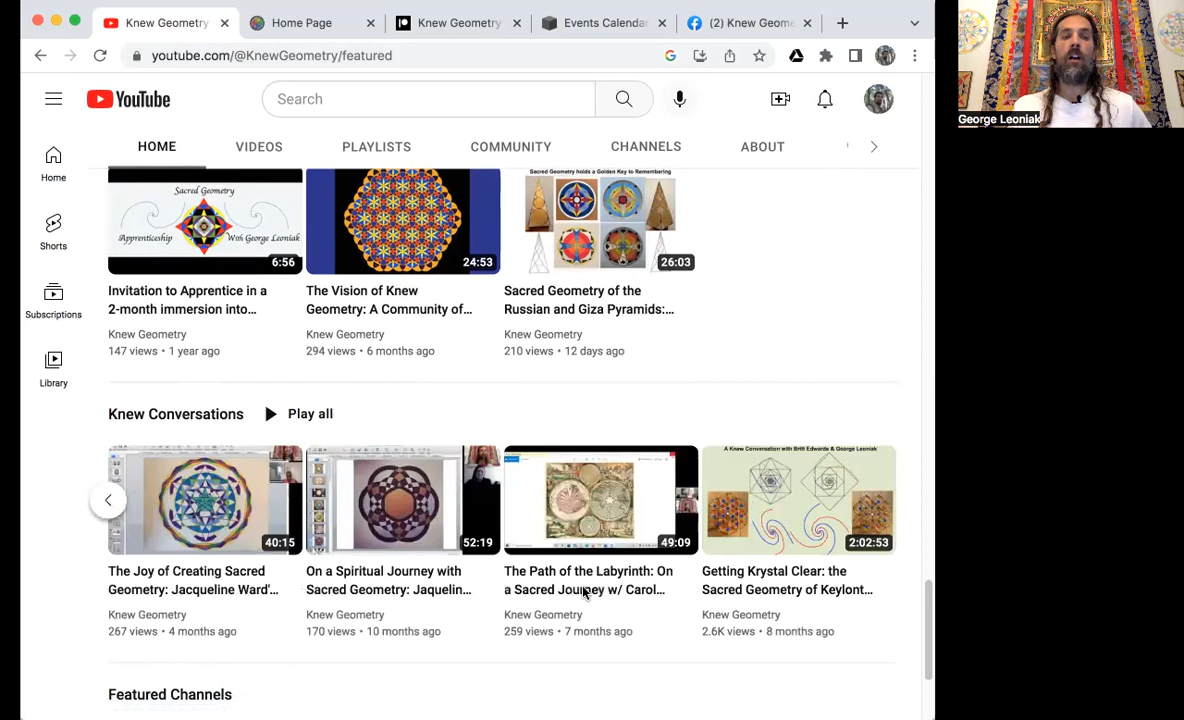 Knew Geometry
Home Page
Knew Geometry
Events Calenda
(2) Knew Geome
youtube.com/@KnewGeometry/featured
YouTube
Search
HOME
VIDEOS
PLAYLISTS
COMMUNITY
CHANNELS
ABOUT
George Leoniak
Home
Shorts
Subscriptions
Library
Sacred Geometry
Apprenticeship
With George Leoniak
6:56
24:53
Sacred Geometry holds a Golden Key to Remembering
26:03
Invitation to Apprentice in a
2-month immersion into...
Knew Geometry
147 views • 1 year ago
The Vision of Knew
Geometry: A Community of...
Knew Geometry
294 views • 6 months ago
Sacred Geometry of the
Russian and Giza Pyramids:...
Knew Geometry
210 views • 12 days ago
Knew Conversations
Play all
40:15
52:19
49:09
A Knew Conversation with Britt Edwards & George Leoniak
2:02:53
The Joy of Creating Sacred
Geometry: Jacqueline Ward'...
Knew Geometry
267 views • 4 months ago
On a Spiritual Journey with
Sacred Geometry: Jaquelin...
Knew Geometry
170 views • 10 months ago
The Path of the Labyrinth: On
a Sacred Journey w/ Carol...
Knew Geometry
259 views • 7 months ago
Getting Krystal Clear: the
Sacred Geometry of Keylont...
Knew Geometry
2.6K views • 8 months ago
Featured Channels